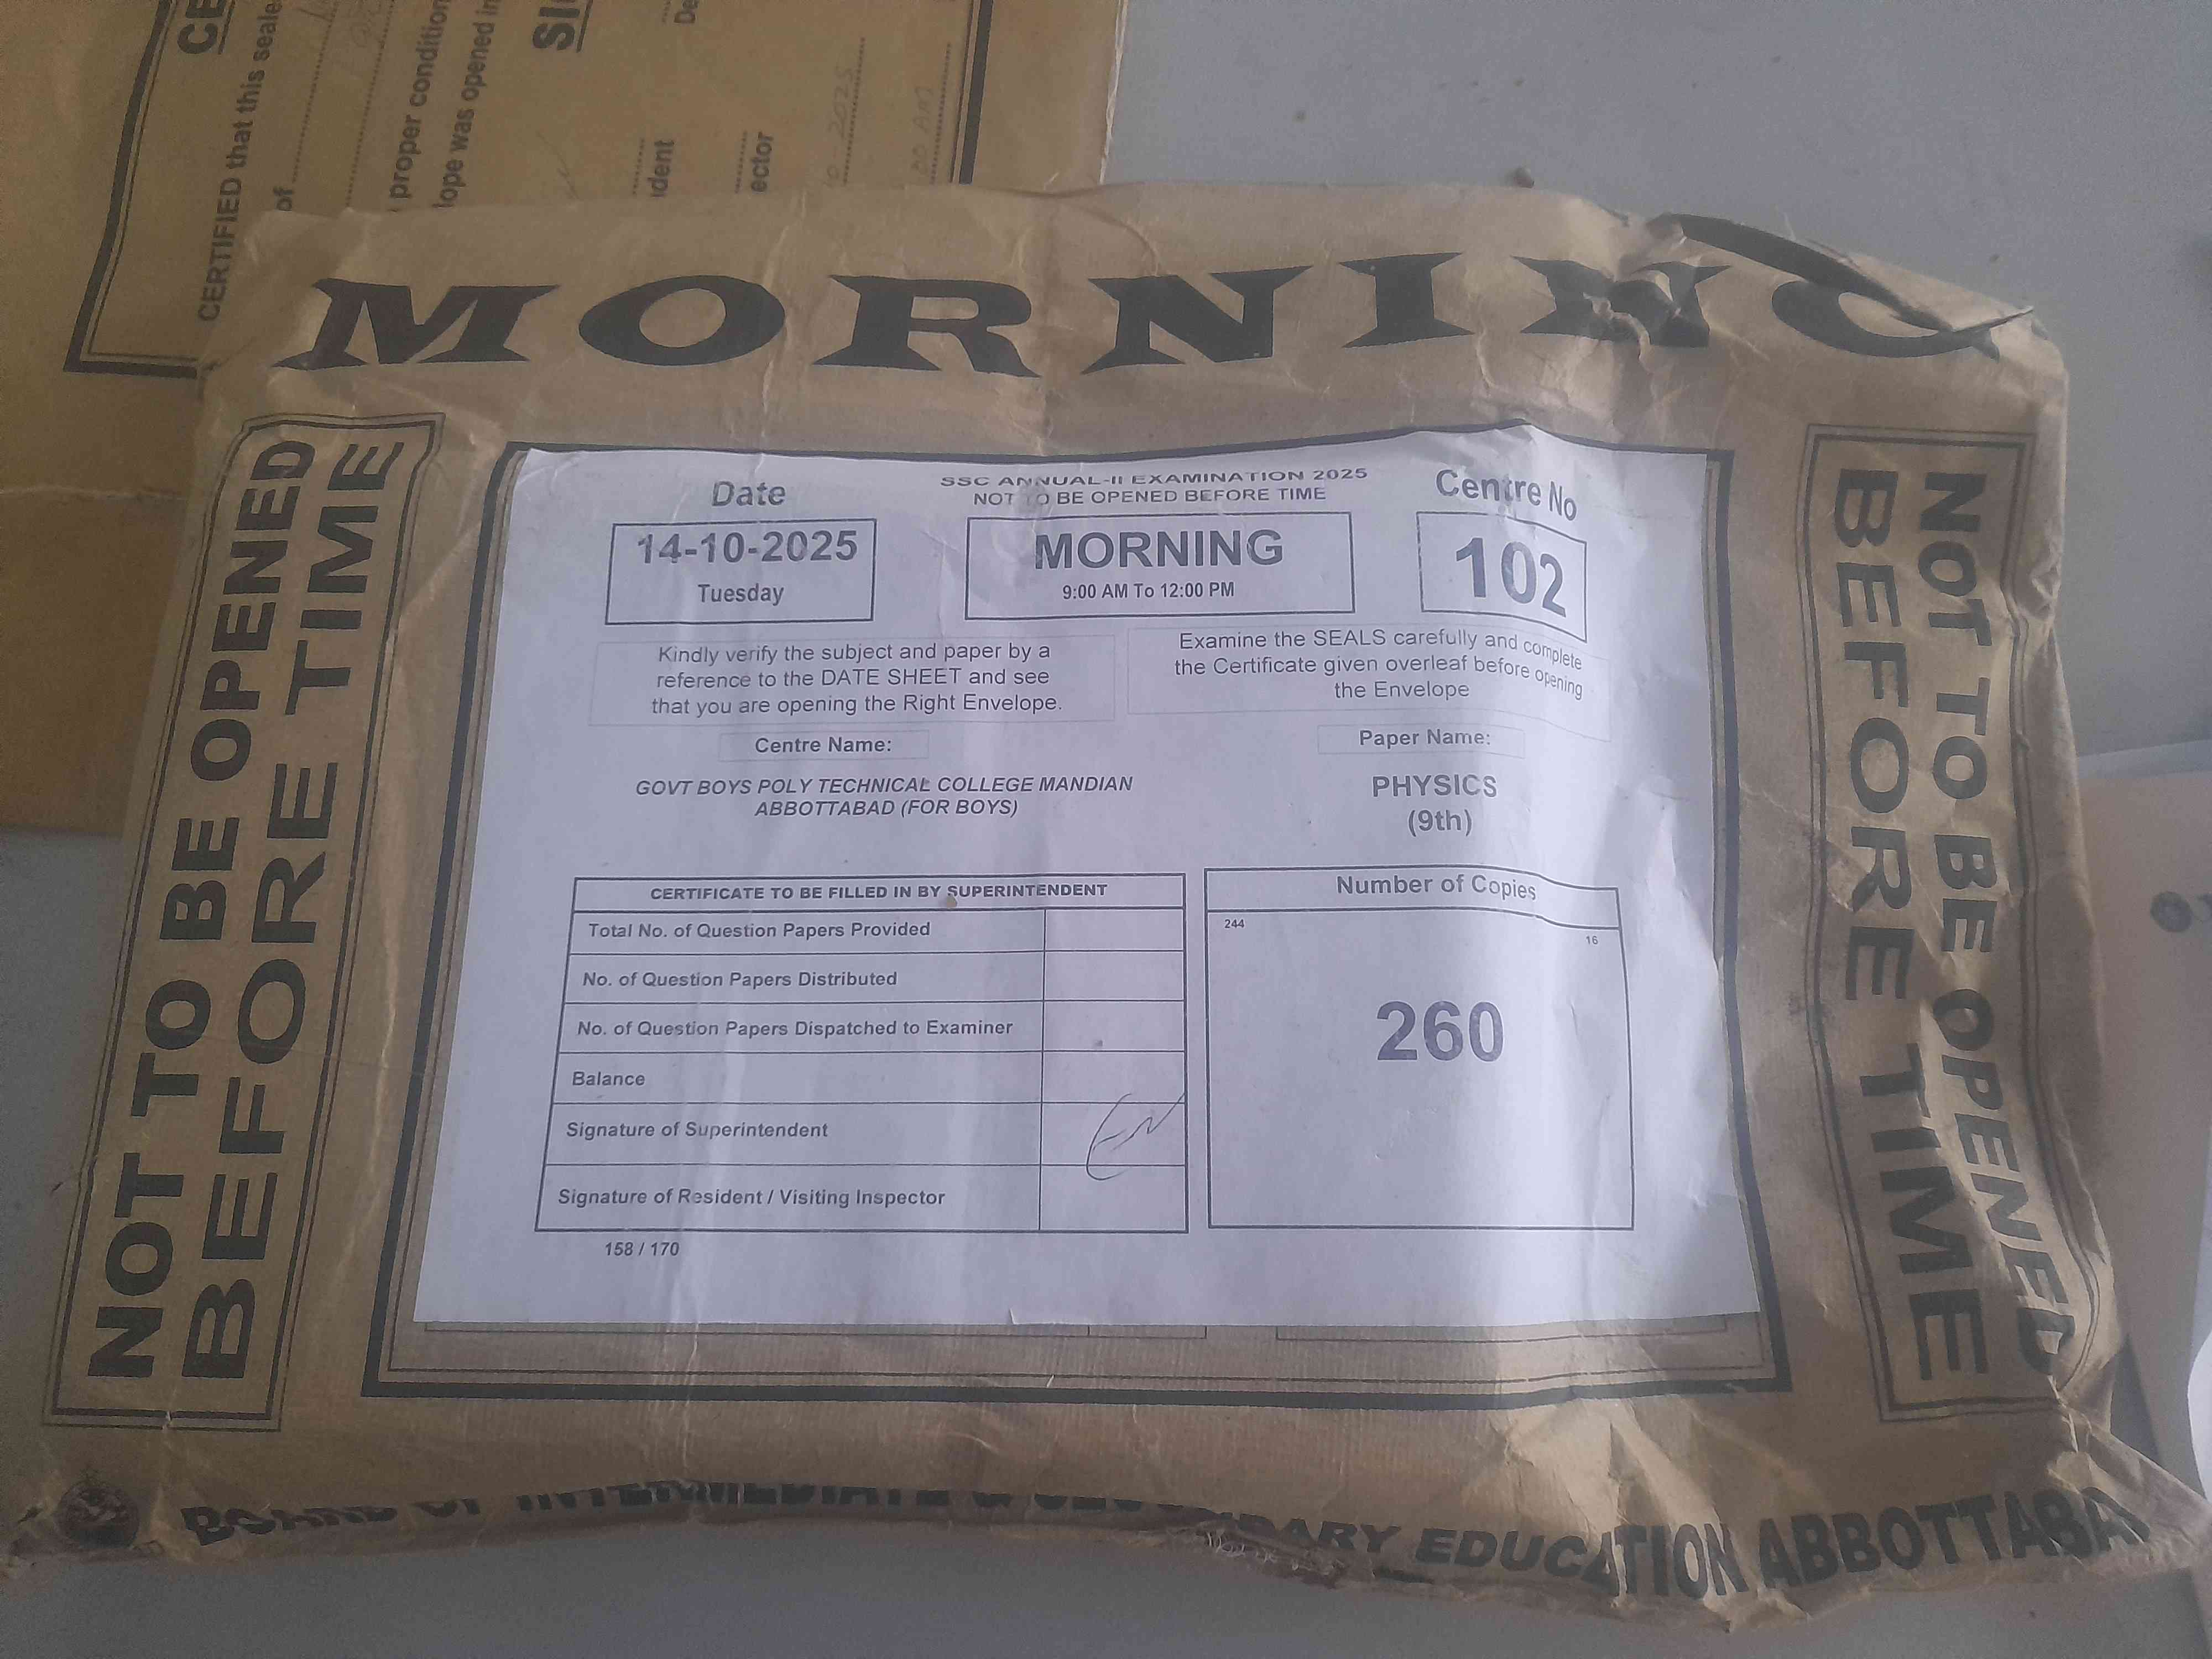 CERTIFIED that this seale
of
proper condition
lope was opened in
dent
ector
MORNING
NOT TO BE OPENED
BEFORE TIME
SSC ANNUAL-II EXAMINATION 2025
NOT TO BE OPENED BEFORE TIME
Date
14-10-2025
Tuesday
MORNING
9:00 AM To 12:00 PM
Centre No
102
Kindly verify the subject and paper by a
reference to the DATE SHEET and see
that you are opening the Right Envelope.
Examine the SEALS carefully and complete
the Certificate given overleaf before opening
the Envelope
Centre Name:
GOVT BOYS POLY TECHNICAL COLLEGE MANDIAN
ABBOTTABAD (FOR BOYS)
Paper Name:
PHYSICS
(9th)
CERTIFICATE TO BE FILLED IN BY SUPERINTENDENT
Total No. of Question Papers Provided
No. of Question Papers Distributed
No. of Question Papers Dispatched to Examiner
Balance
Signature of Superintendent
Signature of Resident / Visiting Inspector
158 / 170
Number of Copies
244
16
260
NOT TO BE OPENED
BEFORE TIME
BOARD OF INTERMEDIATE & SECONDARY EDUCATION ABBOTTABA